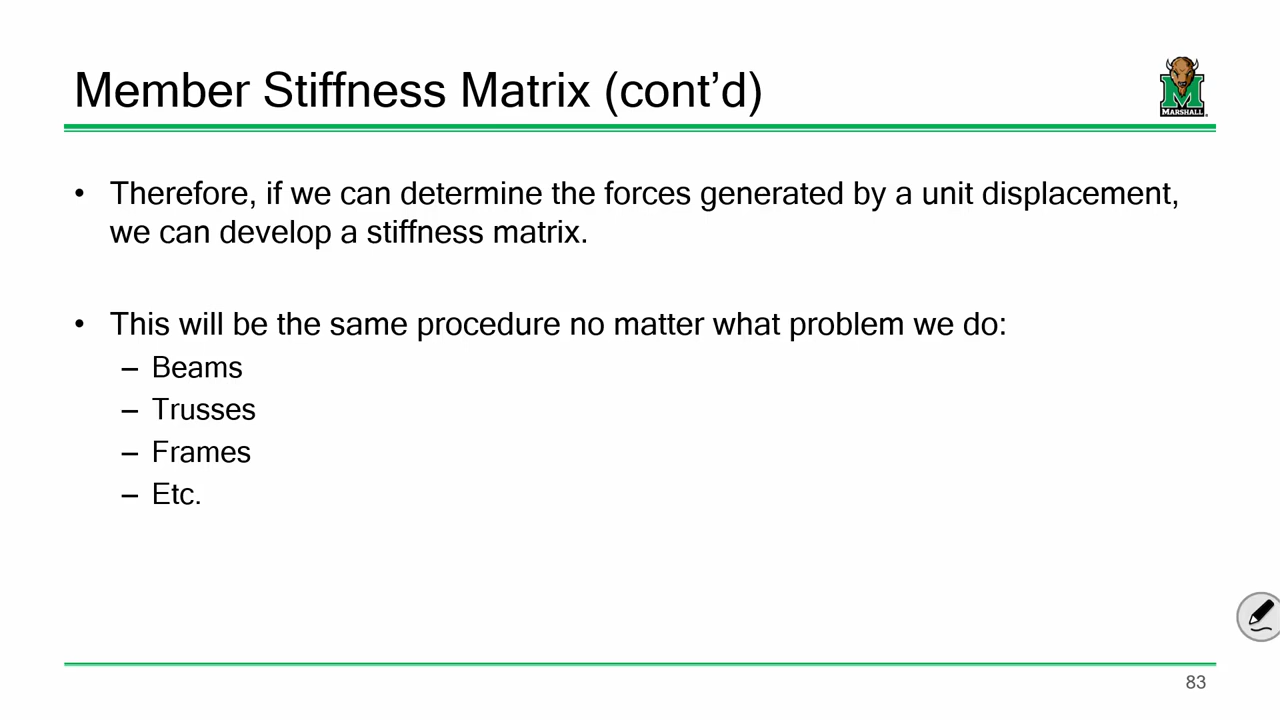 Member Stiffness Matrix (cont’d)
MARSHALL
• Therefore, if we can determine the forces generated by a unit displacement,
we can develop a stiffness matrix.
• This will be the same procedure no matter what problem we do:
– Beams
– Trusses
– Frames
– Etc.
83